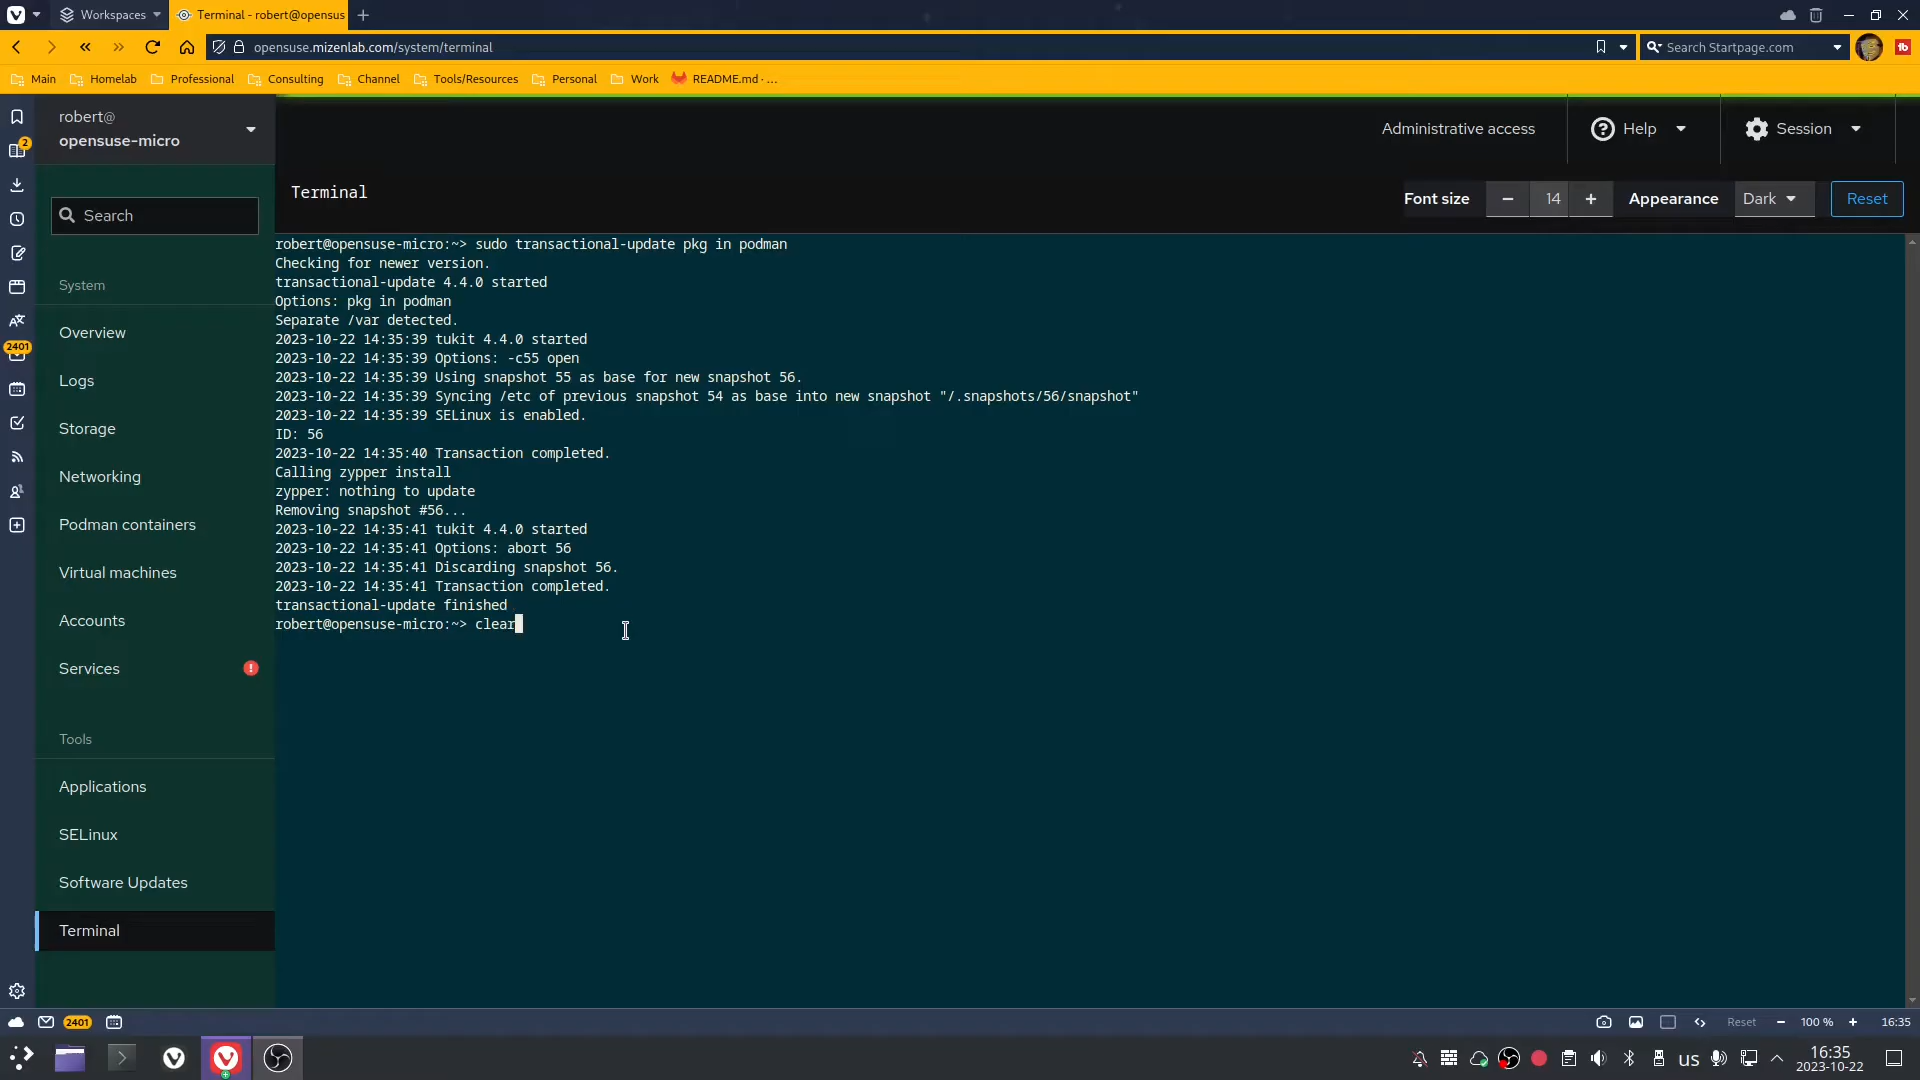 Workspaces
Terminal - robert@opensus
opensuse.mizenlab.com/system/terminal
Search Startpage.com
Main
Homelab
Professional
Consulting
Channel
Tools/Resources
Personal
Work
README.md · ...
robert@
opensuse-micro
Administrative access
Help
Session
2
Search
Terminal
Font size
14
Appearance
Dark
Reset
System
Overview
2401
Logs
Storage
Networking
Podman containers
Virtual machines
Accounts
Services
Tools
Applications
SELinux
Software Updates
Terminal
robert@opensuse-micro:~> sudo transactional-update pkg in podman
Checking for newer version.
transactional-update 4.4.0 started
Options: pkg in podman
Separate /var detected.
2023-10-22 14:35:39 tukit 4.4.0 started
2023-10-22 14:35:39 Options: -c55 open
2023-10-22 14:35:39 Using snapshot 55 as base for new snapshot 56.
2023-10-22 14:35:39 Syncing /etc of previous snapshot 54 as base into new snapshot "/.snapshots/56/snapshot"
2023-10-22 14:35:39 SELinux is enabled.
ID: 56
2023-10-22 14:35:40 Transaction completed.
Calling zypper install
zypper: nothing to update
Removing snapshot #56...
2023-10-22 14:35:41 tukit 4.4.0 started
2023-10-22 14:35:41 Options: abort 56
2023-10-22 14:35:41 Discarding snapshot 56.
2023-10-22 14:35:41 Transaction completed.
transactional-update finished
robert@opensuse-micro:~> clear
2401
Reset
100 %
16:35
us
16:35
2023-10-22